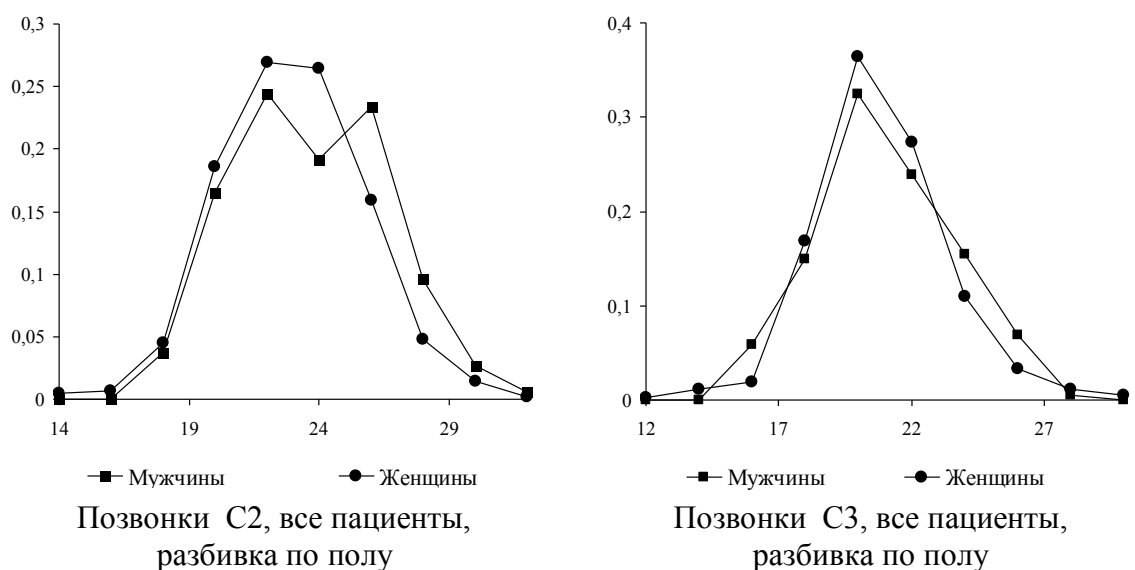 0,3
0,25
0,2
0,15
0,1
0,05
0
14 19 24 29
Мужчины Женщины
Позвонки С2, все пациенты,
разбивка по полу
0,4
0,3
0,2
0,1
0
12 17 22 27
Мужчины Женщины
Позвонки С3, все пациенты,
разбивка по полу